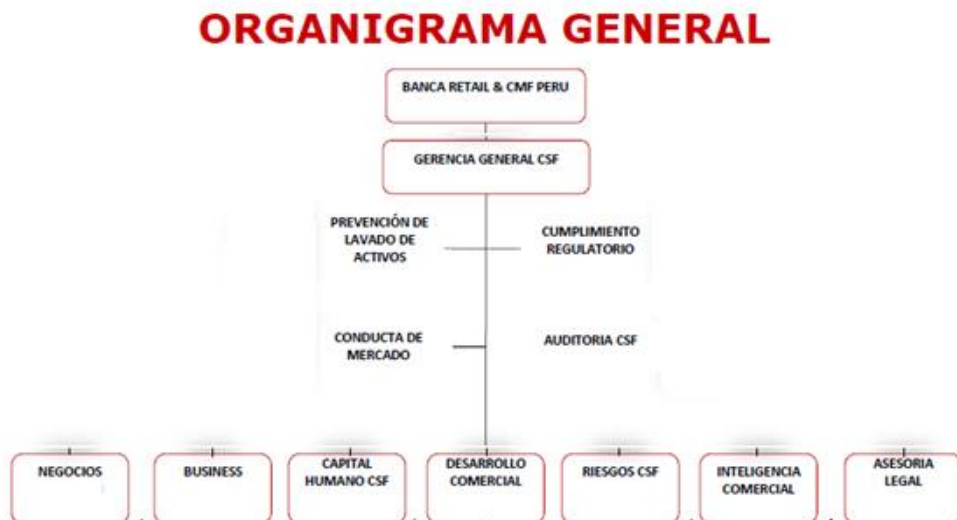 ORGANIGRAMA GENERAL
BANCA RETAIL & CMF PERU
GERENCIA GENERAL CSF
PREVENCIÓN DE
LAVADO DE
ACTIVOS
CUMPLIMIENTO
REGULATORIO
CONDUCTA DE
MERCADO
AUDITORIA CSF
NEGOCIOS
BUSINESS
CAPITAL
HUMANO CSF
DESARROLLO
COMERCIAL
RIESGOS CSF
INTELIGENCIA
COMERCIAL
ASESORIA
LEGAL